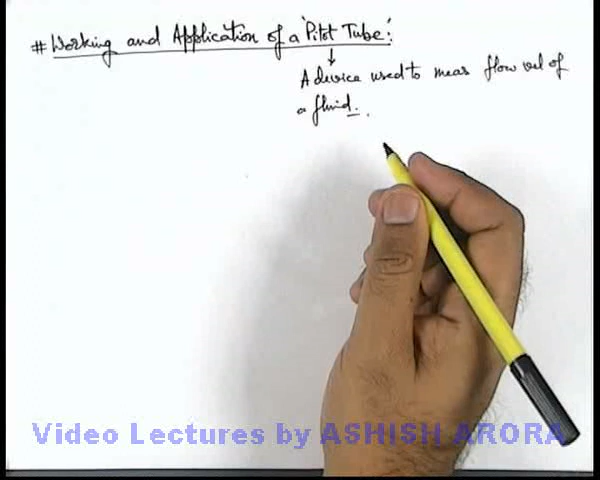 # Working and Application of a 'Pitot Tube':
↓
A device used to meas flow vel of
a fluid.
Video Lectures by ASHISH ARORA